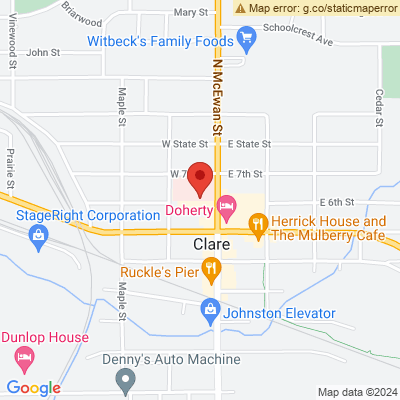 Map error: g.co/staticmaperror
Mary St
Briarwood
Vinewood St
Schoolcrest Ave
Witbeck's Family Foods
John St
N McEwan St
Maple St
Cedar St
W State St
E State St
Prairie St
W 7
E 7th St
E 6th St
StageRight Corporation
Doherty
Herrick House and
The Mulberry Cafe
Clare
Ruckle's Pier
Maple St
Johnston Elevator
Dunlop House
Denny's Auto Machine
Google
Map data ©2024